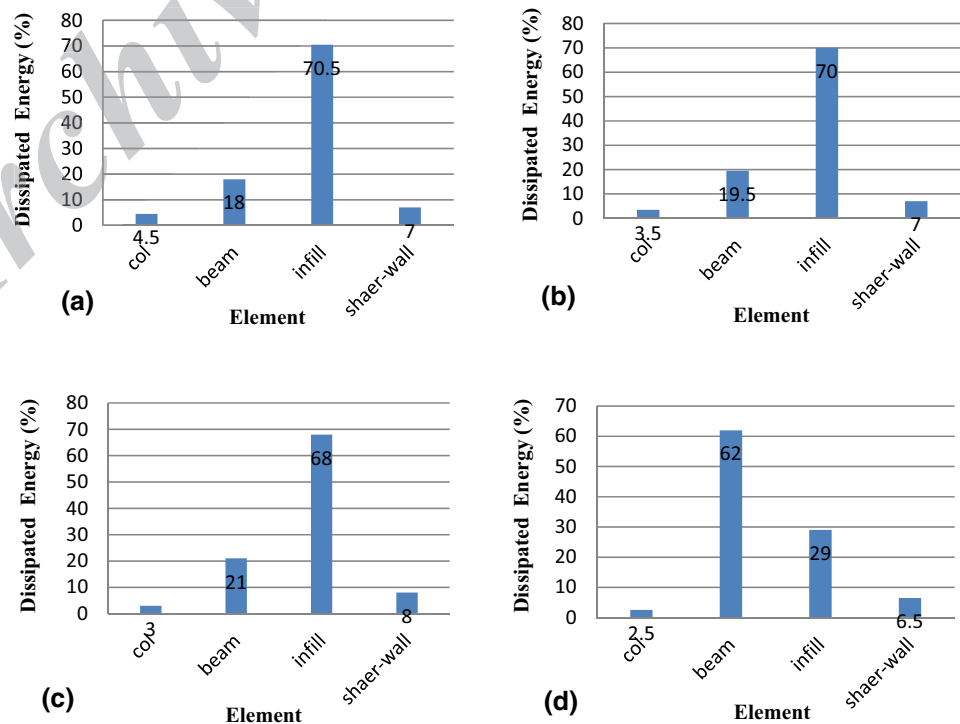 Dissipated Energy (%)
80
70
60
50
40
30
20
10
0
4.5
18
70.5
7
col
beam
infill
shaer-wall
(a)
Element
Dissipated Energy (%)
80
70
60
50
40
30
20
10
0
3.5
19.5
70
7
col
beam
infill
shaer-wall
(b)
Element
Dissipated Energy (%)
80
70
60
50
40
30
20
10
0
3
21
68
8
col
beam
infill
shaer-wall
(c)
Element
Dissipated Energy (%)
70
60
50
40
30
20
10
0
2.5
62
29
6.5
col
beam
infill
shaer-wall
(d)
Element